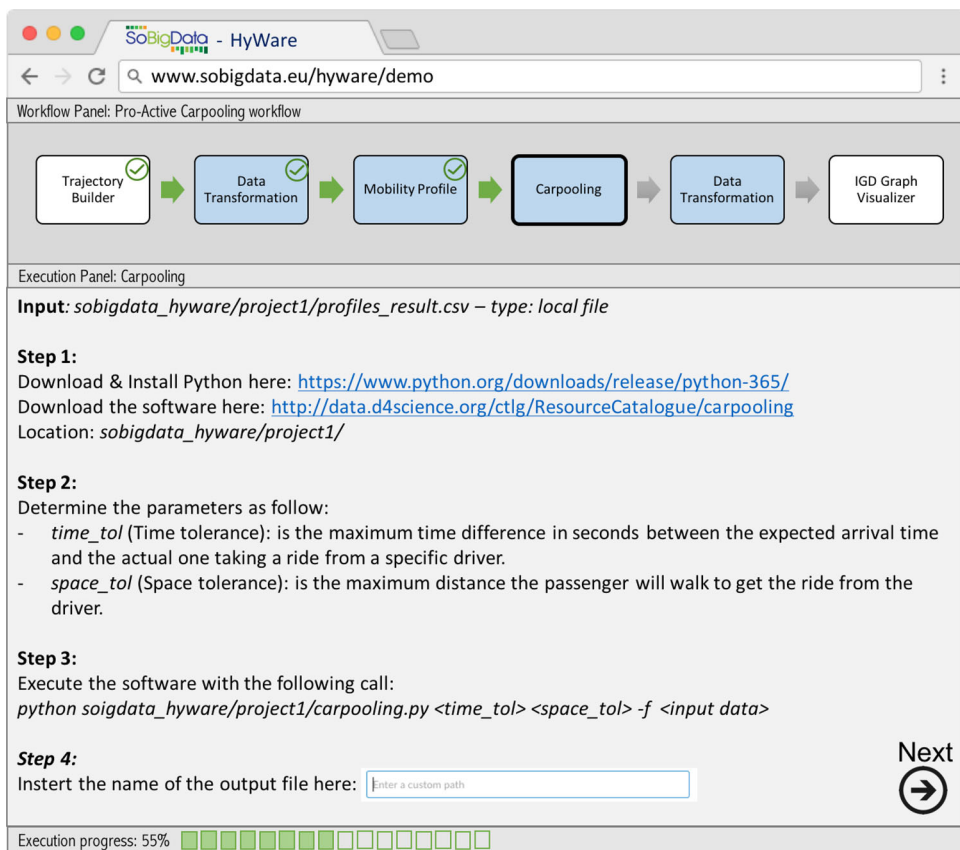 SoBigData - HyWare
www.sobigdata.eu/hyware/demo
Workflow Panel: Pro-Active Carpooling workflow
Trajectory
Builder
Data
Transformation
Mobility Profile
Carpooling
Data
Transformation
IGD Graph
Visualizer
Execution Panel: Carpooling
Input: sobigdata_hyware/project1/profiles_result.csv – type: local file
Step 1:
Download & Install Python here: https://www.python.org/downloads/release/python-365/
Download the software here: http://data.d4science.org/ctlg/ResourceCatalogue/carpooling
Location: sobigdata_hyware/project1/
Step 2:
Determine the parameters as follow:
- time_tol (Time tolerance): is the maximum time difference in seconds between the expected arrival time
and the actual one taking a ride from a specific driver.
- space_tol (Space tolerance): is the maximum distance the passenger will walk to get the ride from the
driver.
Step 3:
Execute the software with the following call:
python soigdata_hyware/project1/carpooling.py <time_tol> <space_tol> -f <input data>
Step 4:
Instert the name of the output file here: Enter a custom path
Next
Execution progress: 55%